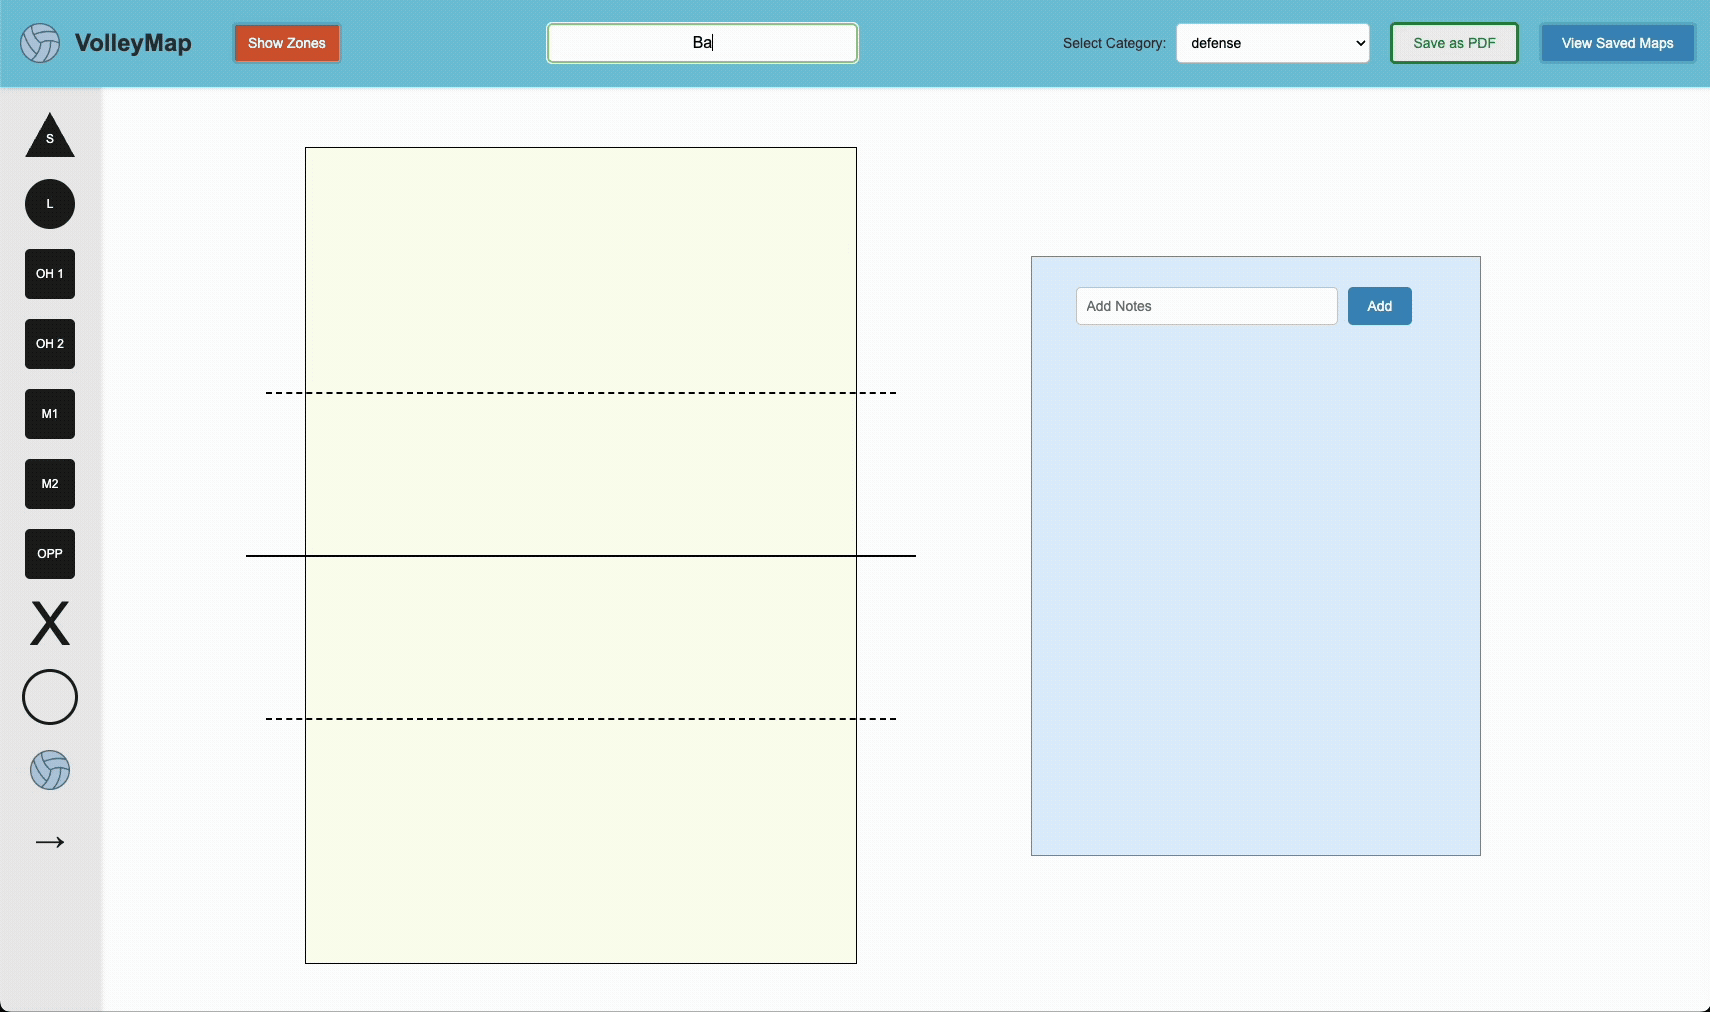 VolleyMap
Show Zones
Ba
Select Category:
defense
Save as PDF
View Saved Maps
S
L
OH 1
OH 2
M1
M2
OPP
X
→
Add Notes
Add